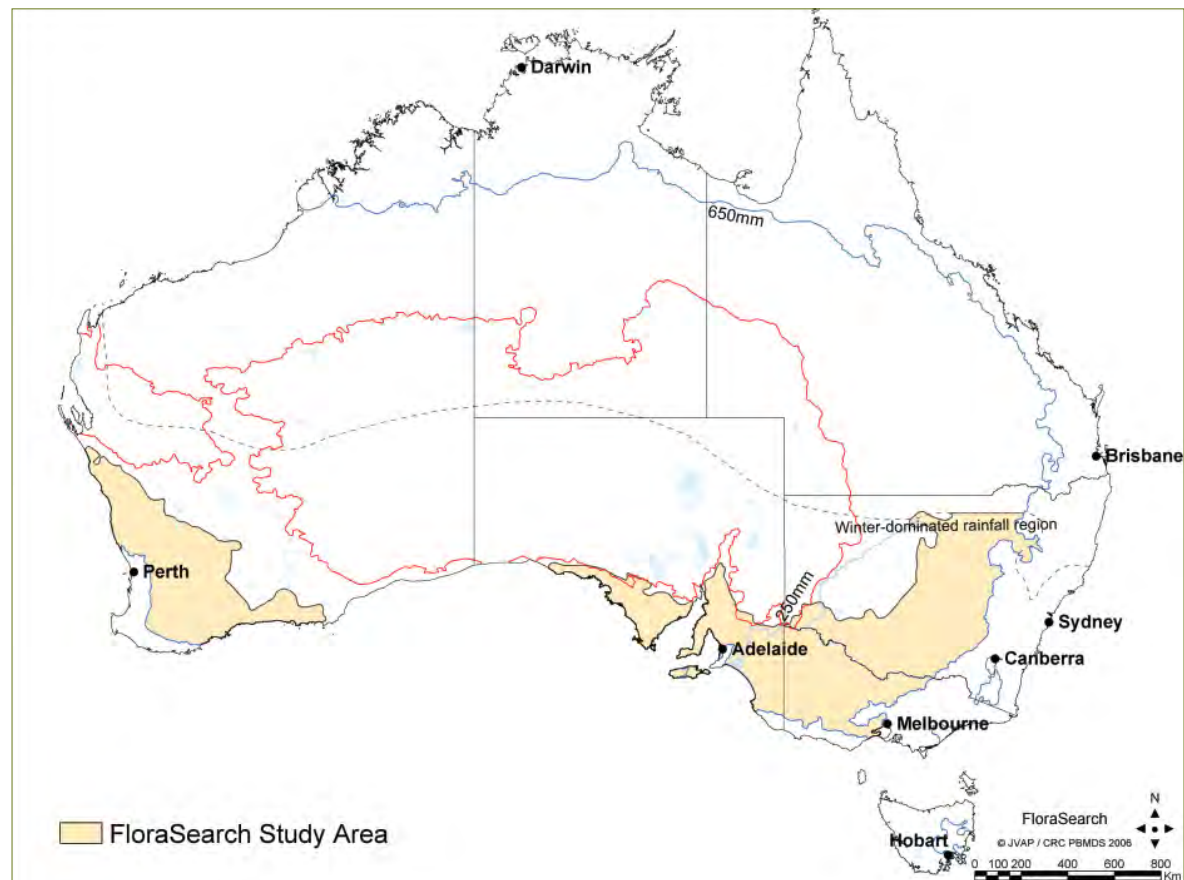 Darwin
650mm
Brisbane
Winter-dominated rainfall region
Perth
250mm
Sydney
Adelaide
Canberra
Melbourne
FloraSearch Study Area
Hobart
FloraSearch
© JVAP / CRC PBMDS 2006
N
0 100 200 400 600 800
Km